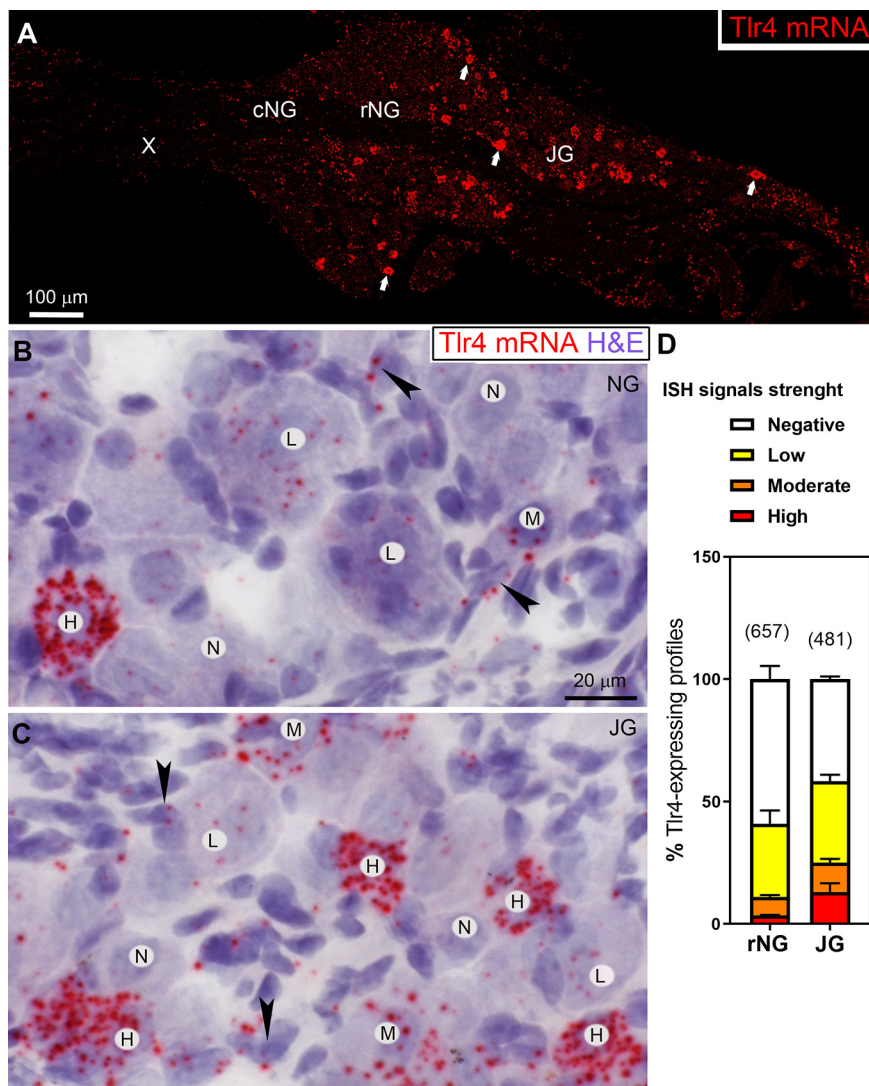 A
Tlr4 mRNA
cNG
rNG
X
JG
100 µm
B
Tlr4 mRNA H&E
NG
N
L
M
L
H
N
20 µm
C
JG
M
L
H
H
N
N
L
H
M
H
D
ISH signals strenght
Negative
Low
Moderate
High
150
(657)
(481)
100
50
0
% Tlr4-expressing profiles
rNG
JG